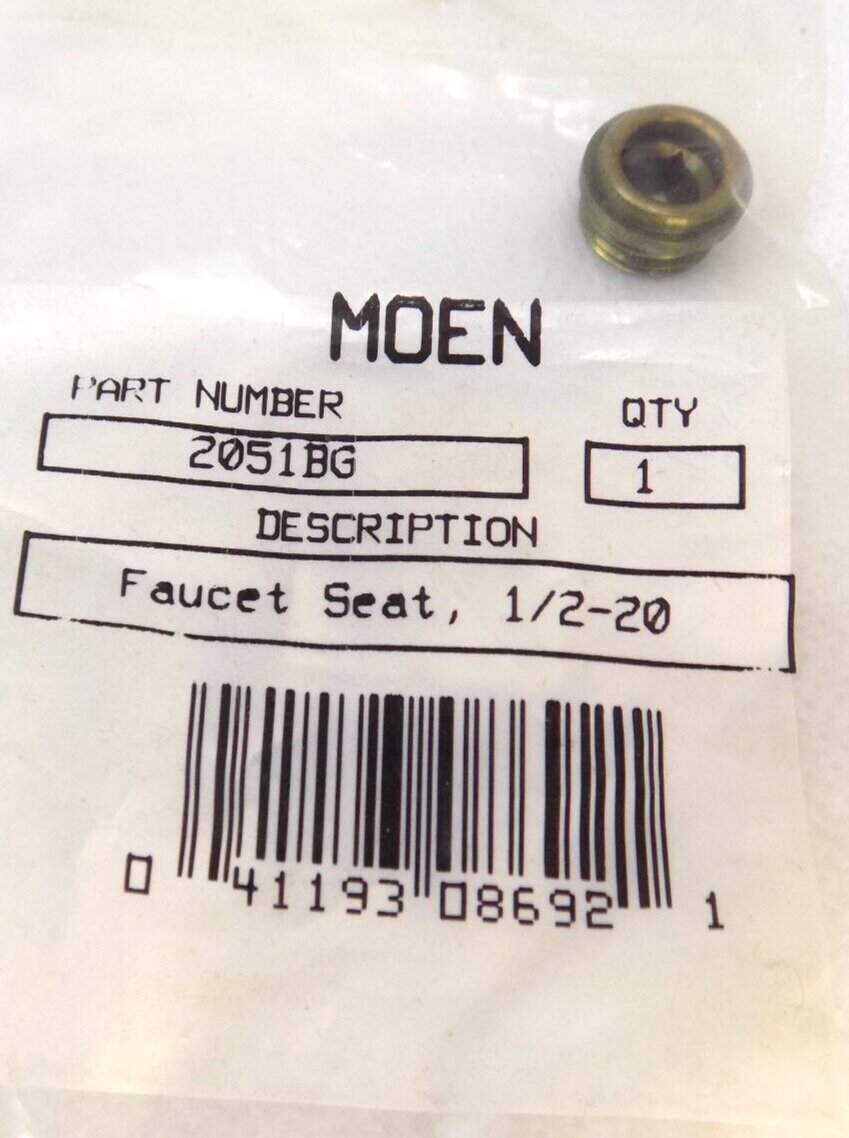 MOEN
PART NUMBER QTY
2051BG 1
DESCRIPTION
Faucet Seat, 1/2-20
0 41193 08692 1